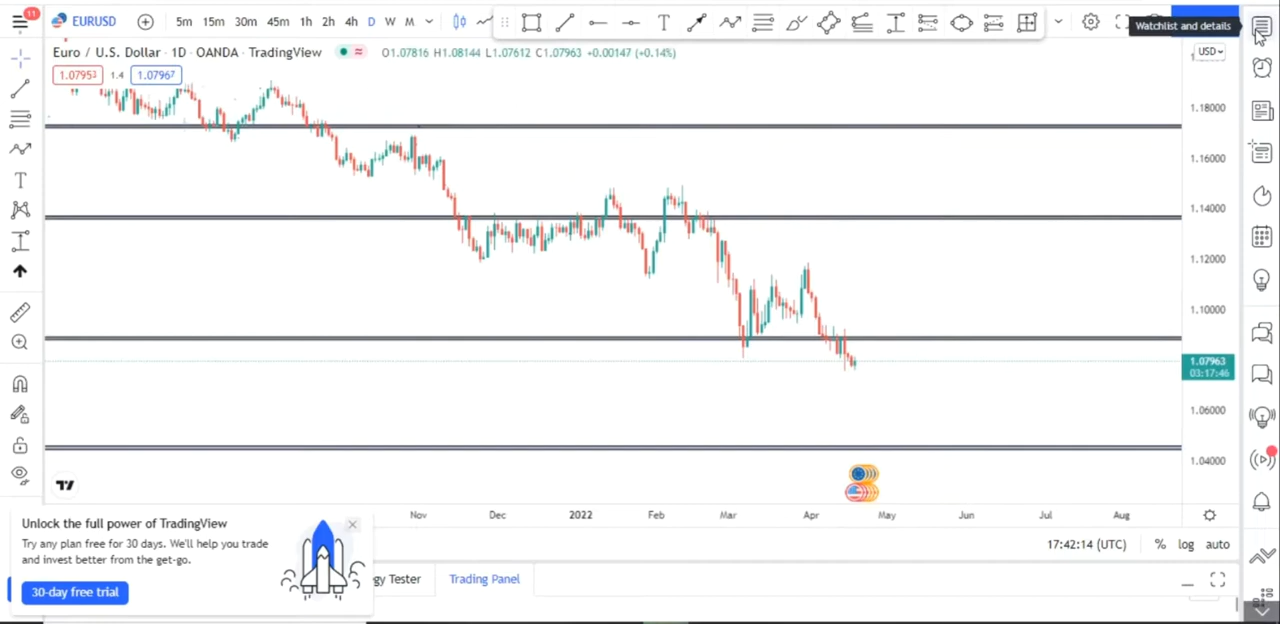 11
EURUSD
5m 15m 30m 45m 1h 2h 4h D W M
T
Watchlist and details
Euro / U.S. Dollar · 1D · OANDA · TradingView
O1.07816 H1.08144 L1.07612 C1.07963 +0.00147 (+0.14%)
USD
1.07953 1.4 1.07967
1.18000
1.16000
T
1.14000
1.12000
1.10000
1.07963
03:17:46
1.06000
1.04000
Nov Dec 2022 Feb Mar Apr May Jun Jul Aug
Unlock the full power of TradingView
Try any plan free for 30 days. We'll help you trade
and invest better from the get-go.
30-day free trial
17:42:14 (UTC) % log auto
gy Tester Trading Panel